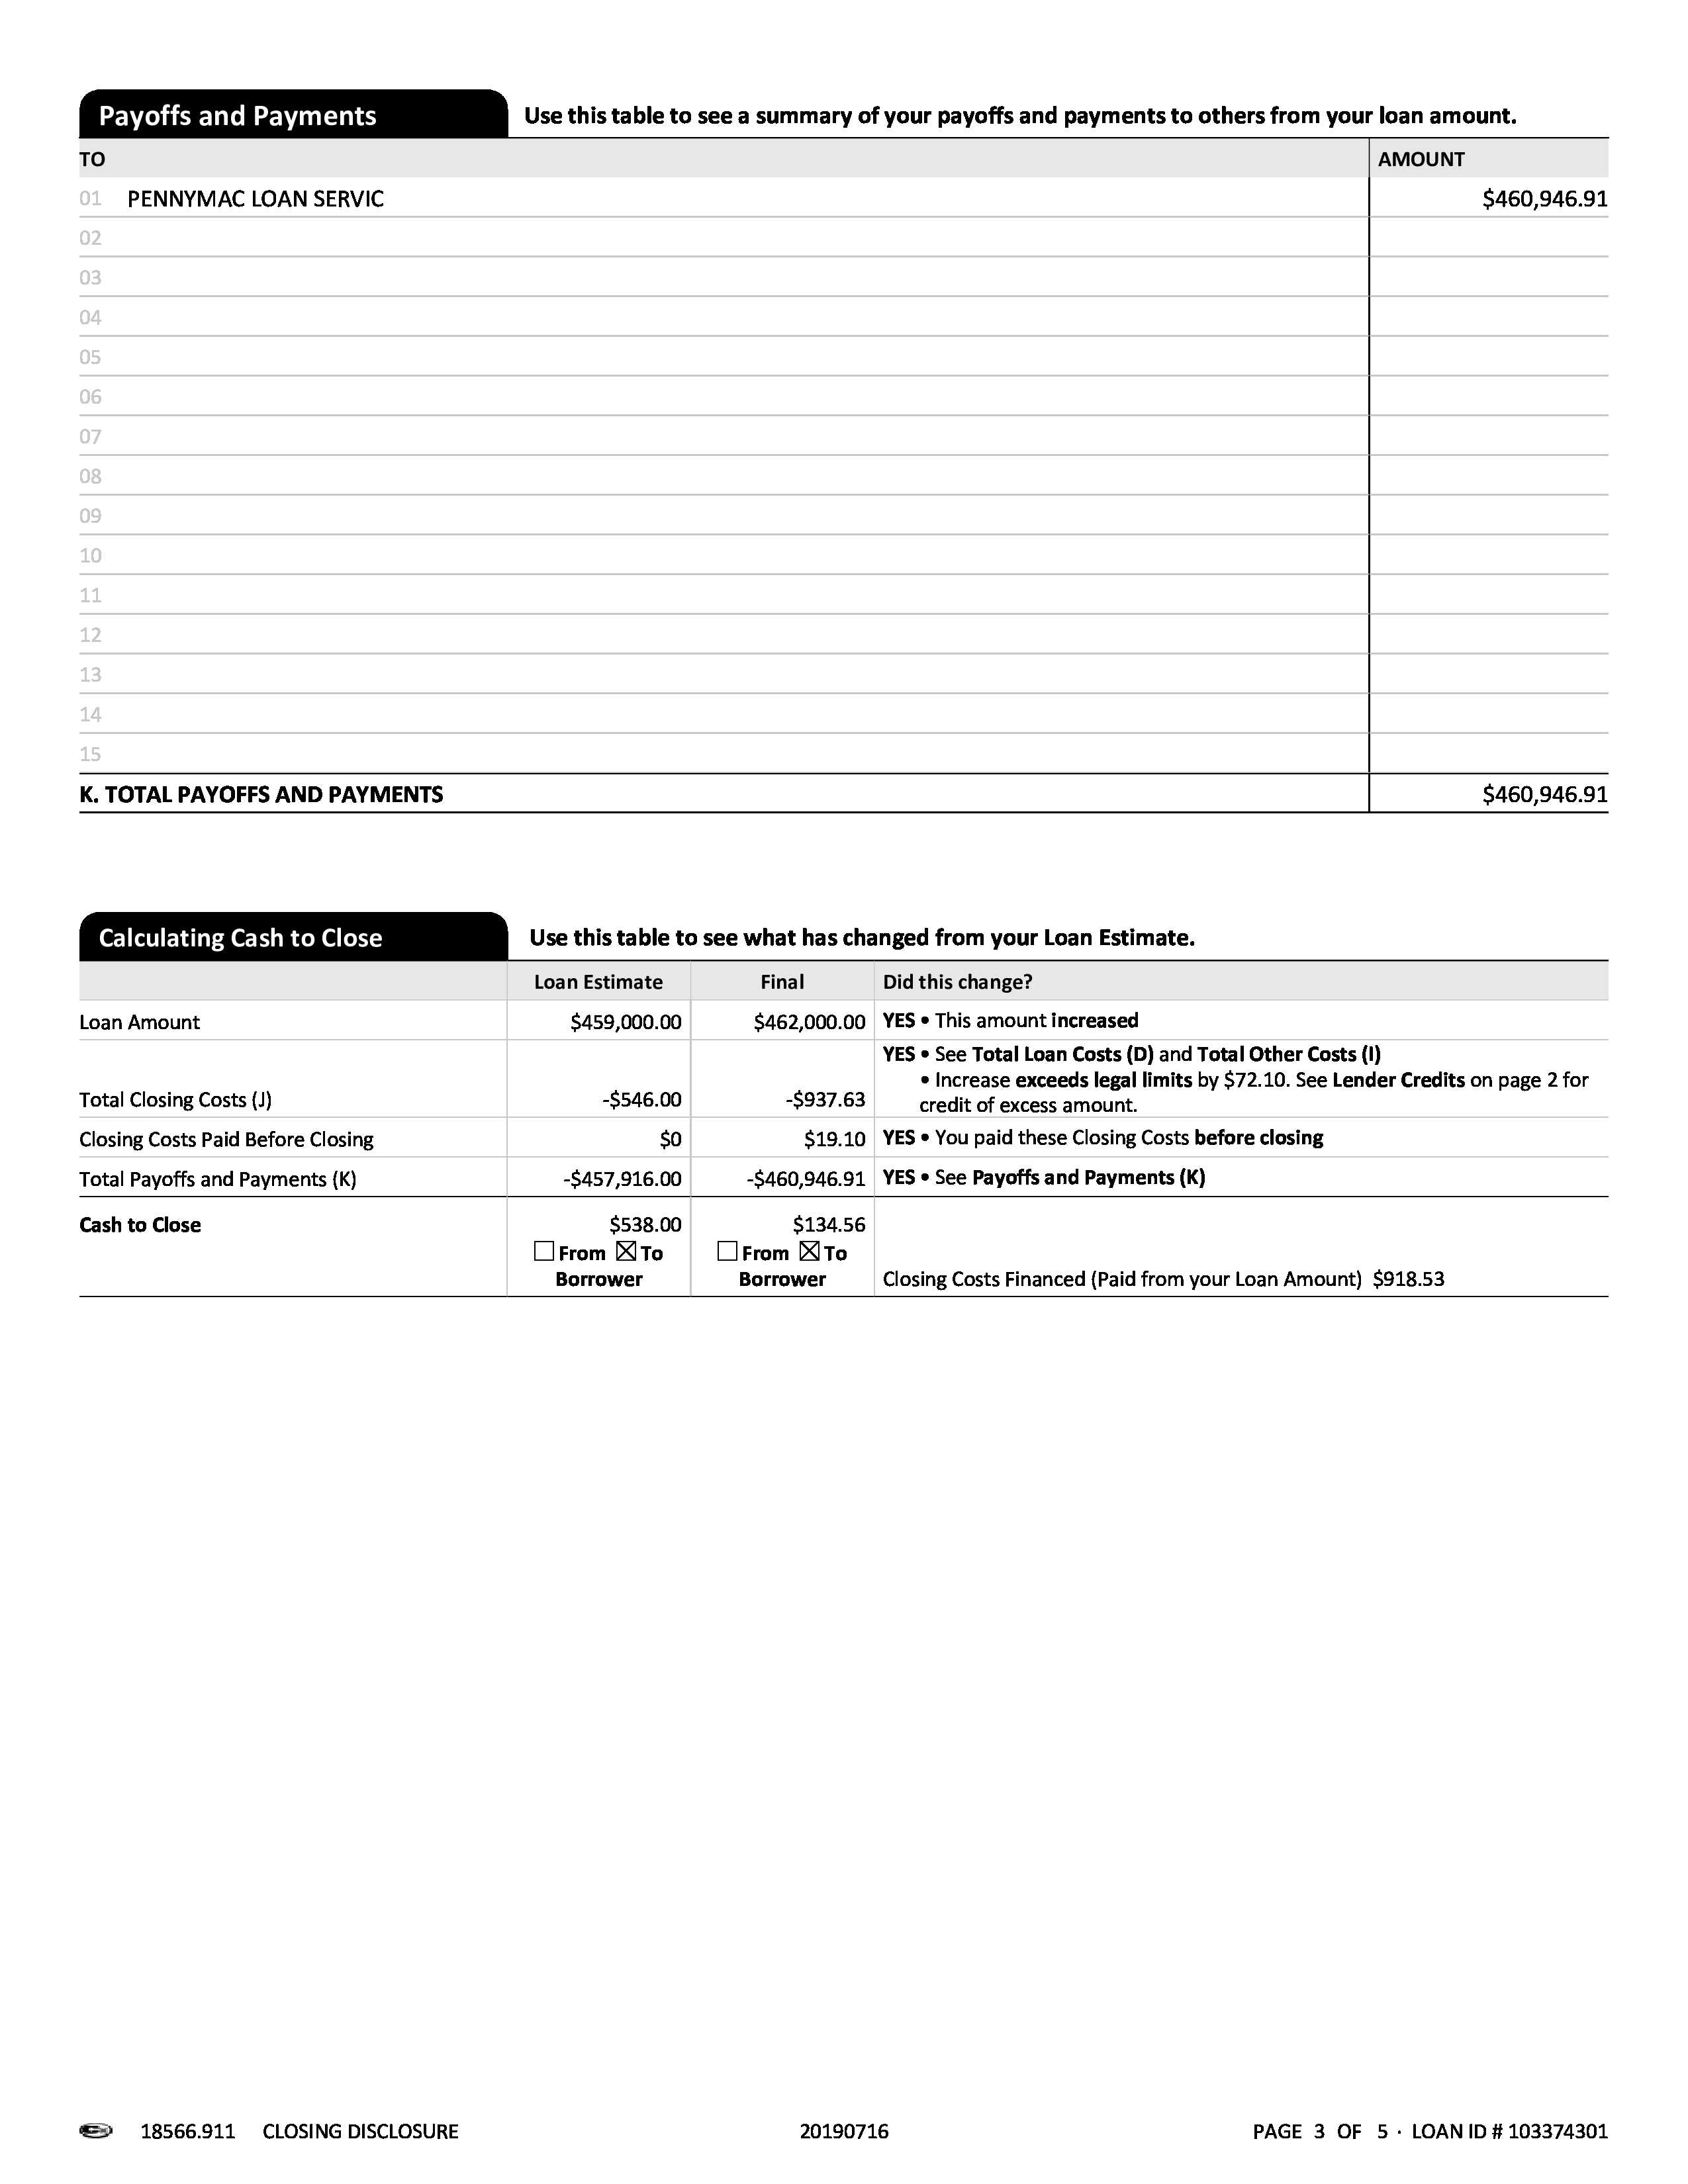 Payoffs and Payments Use this table to see a summary of your payoffs and payments to others from your loan amount.
TO AMOUNT
01 PENNYMAC LOAN SERVIC $460,946.91
02
03
04
05
06
07
08
09
10
11
12
13
14
15
K. TOTAL PAYOFFS AND PAYMENTS $460,946.91
Calculating Cash to Close Use this table to see what has changed from your Loan Estimate.
Loan Estimate Final Did this change?
Loan Amount $459,000.00 $462,000.00 YES • This amount increased
YES • See Total Loan Costs (D) and Total Other Costs (I)
• Increase exceeds legal limits by $72.10. See Lender Credits on page 2 for
Total Closing Costs (J) -$546.00 -$937.63 credit of excess amount.
Closing Costs Paid Before Closing $0 $19.10 YES • You paid these Closing Costs before closing
Total Payoffs and Payments (K) -$457,916.00 -$460,946.91 YES • See Payoffs and Payments (K)
Cash to Close $538.00 $134.56
☐ From ☒ To ☐ From ☒ To
Borrower Borrower Closing Costs Financed (Paid from your Loan Amount) $918.53
18566.911 CLOSING DISCLOSURE 20190716 PAGE 3 OF 5 · LOAN ID # 103374301